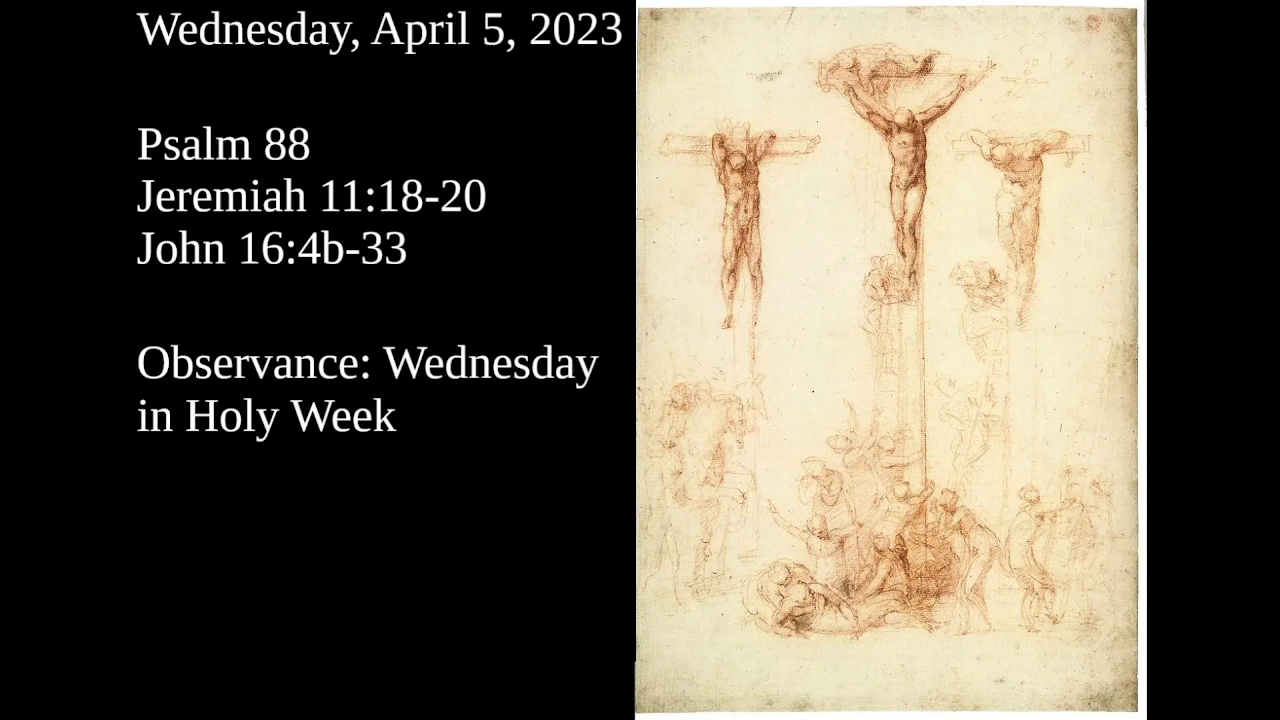 Wednesday, April 5, 2023
Psalm 88
Jeremiah 11:18-20
John 16:4b-33
Observance: Wednesday
in Holy Week